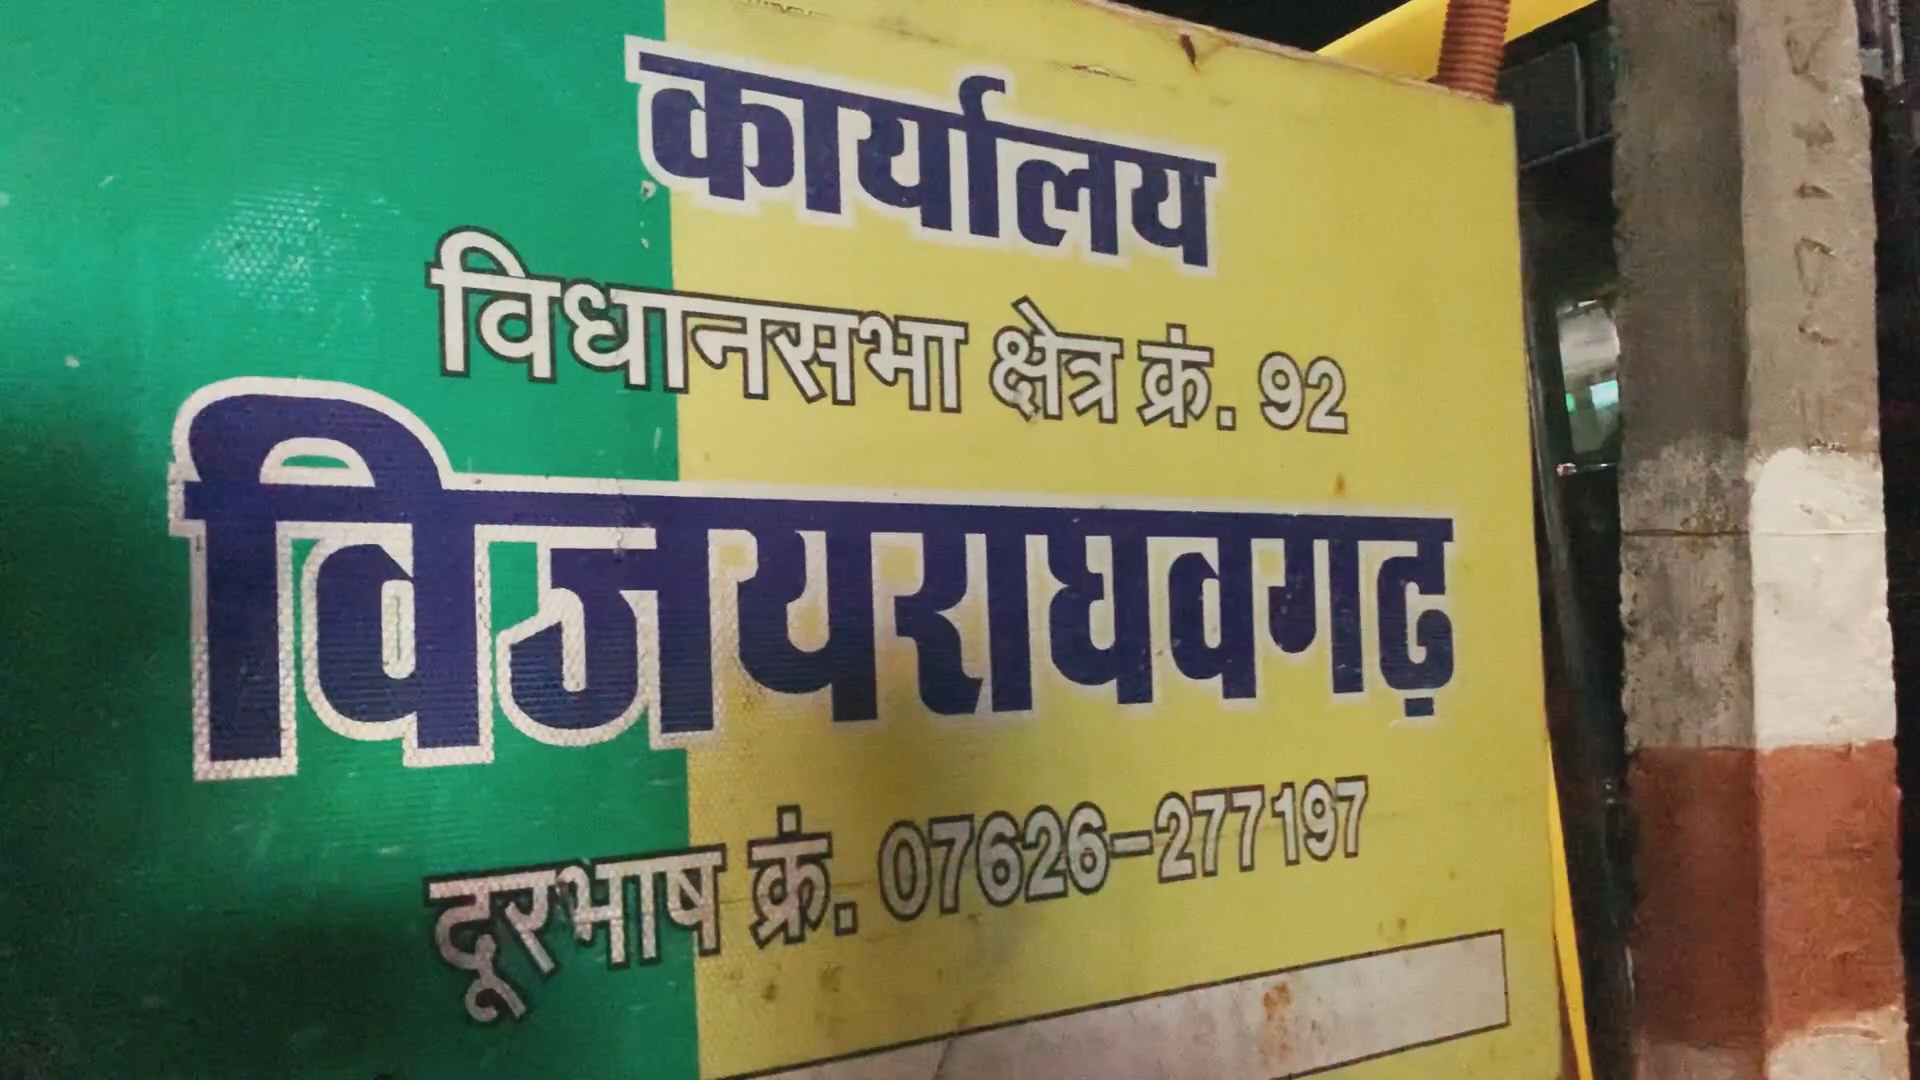 कार्यालय
विधानसभा क्षेत्र क्रं. 92
विजयराघवगढ़
दूरभाष क्रं. 07626-277197